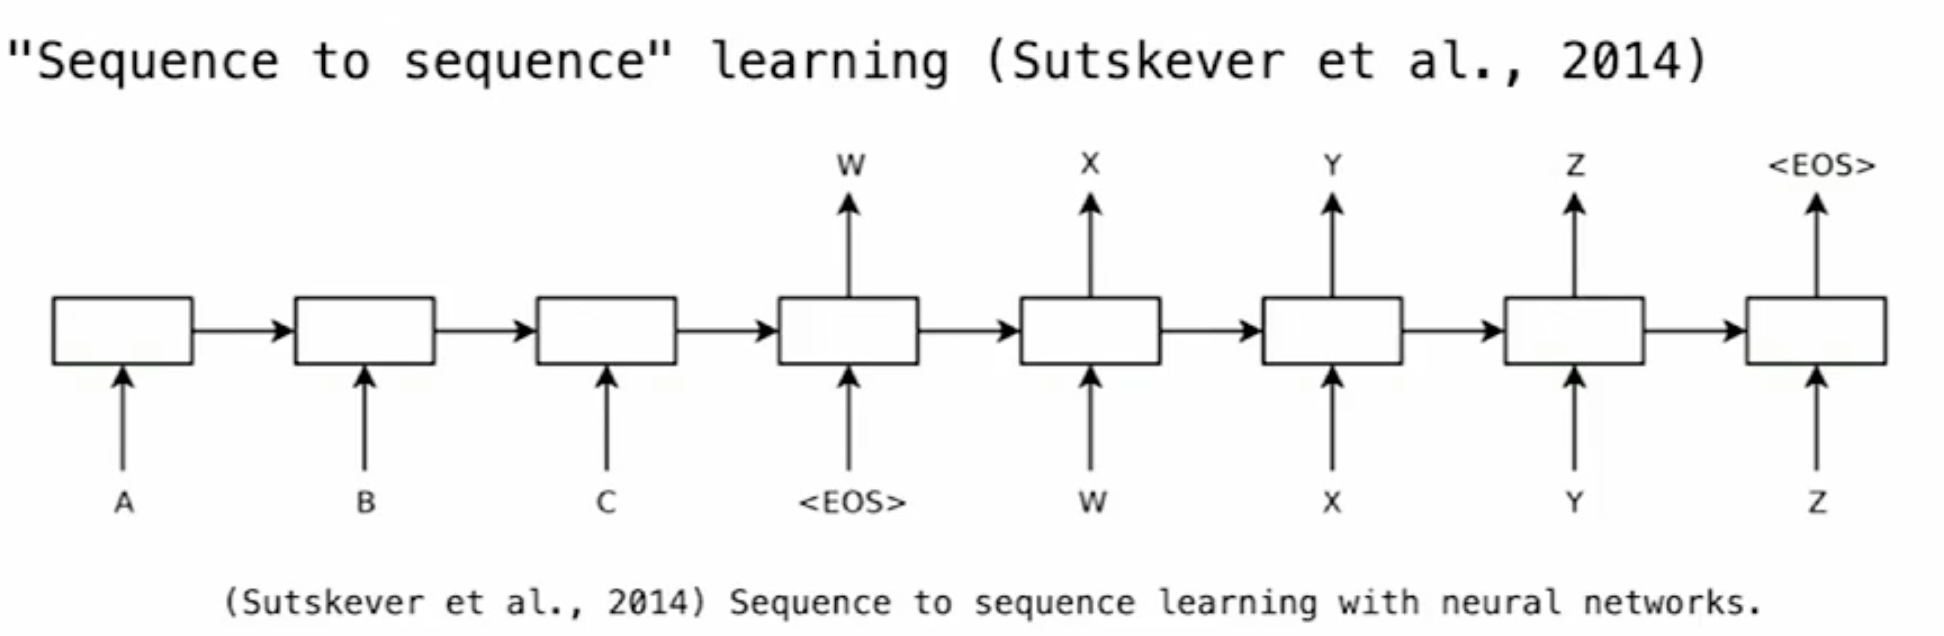 "Sequence to sequence" learning (Sutskever et al., 2014)
W X Y Z <EOS>
A B C <EOS> W X Y Z
(Sutskever et al., 2014) Sequence to sequence learning with neural networks.